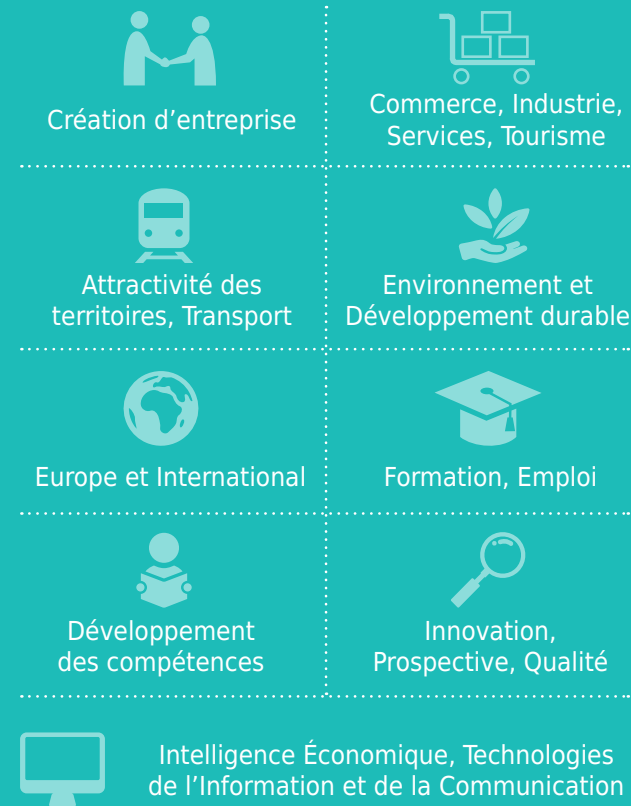 Création d’entreprise
Commerce, Industrie,
Services, Tourisme
Attractivité des
territoires, Transport
Environnement et
Développement durable
Europe et International
Formation, Emploi
Développement
des compétences
Innovation,
Prospective, Qualité
Intelligence Économique, Technologies
de l’Information et de la Communication